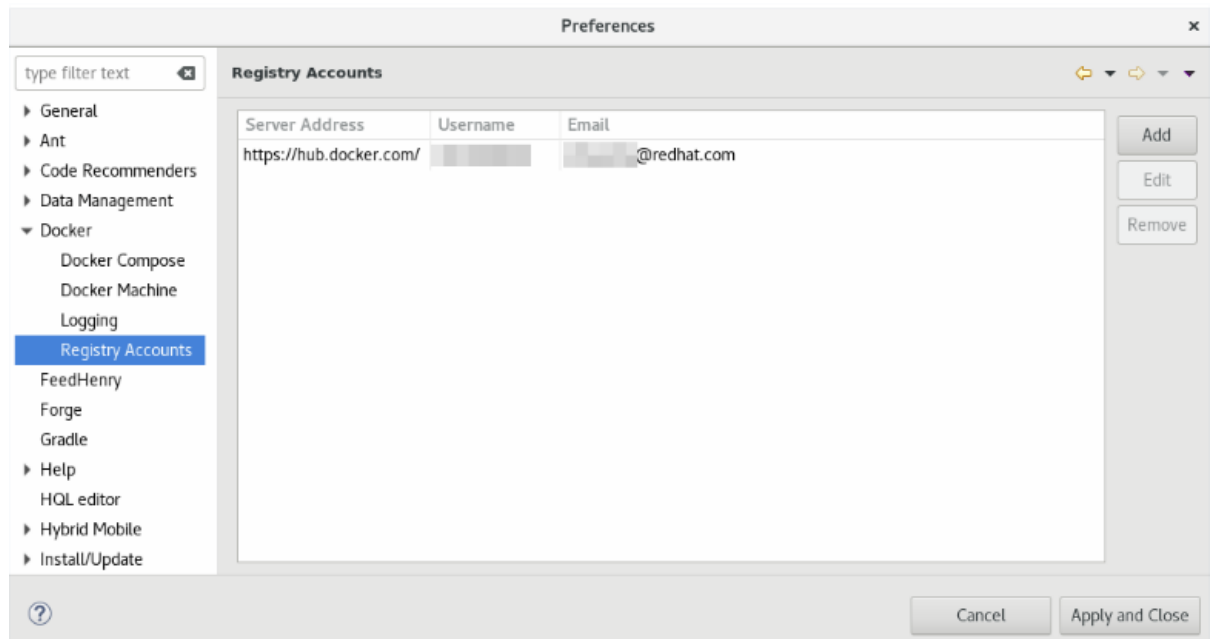 Preferences
type filter text
Registry Accounts
General
Ant
Code Recommenders
Data Management
Docker
Docker Compose
Docker Machine
Logging
Registry Accounts
FeedHenry
Forge
Gradle
Help
HQL editor
Hybrid Mobile
Install/Update
Server Address Username Email
https://hub.docker.com/ @redhat.com
Add
Edit
Remove
Cancel Apply and Close